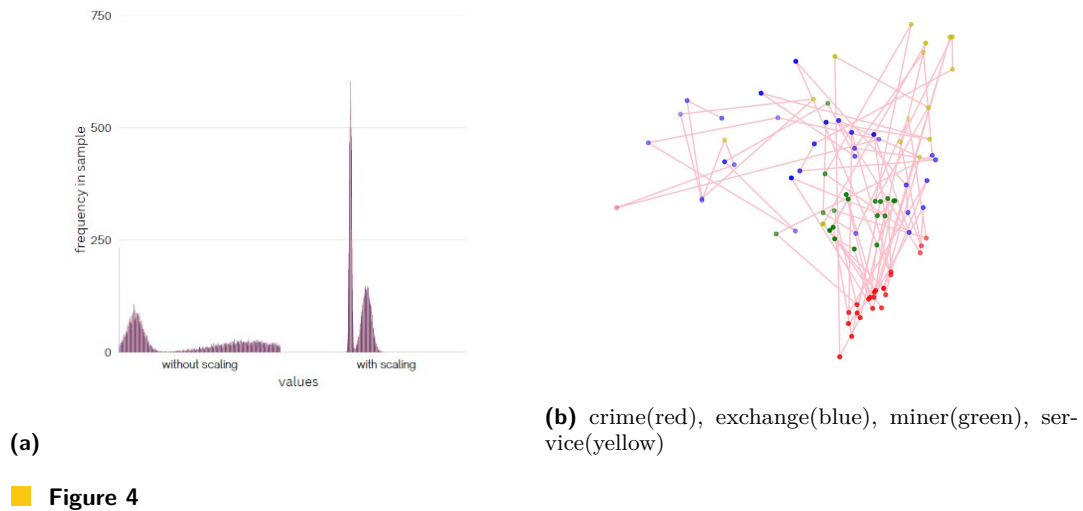 750
500
250
0
frequency in sample
without scaling
with scaling
values
(a)
(b) crime(red), exchange(blue), miner(green), ser-
vice(yellow)
Figure 4